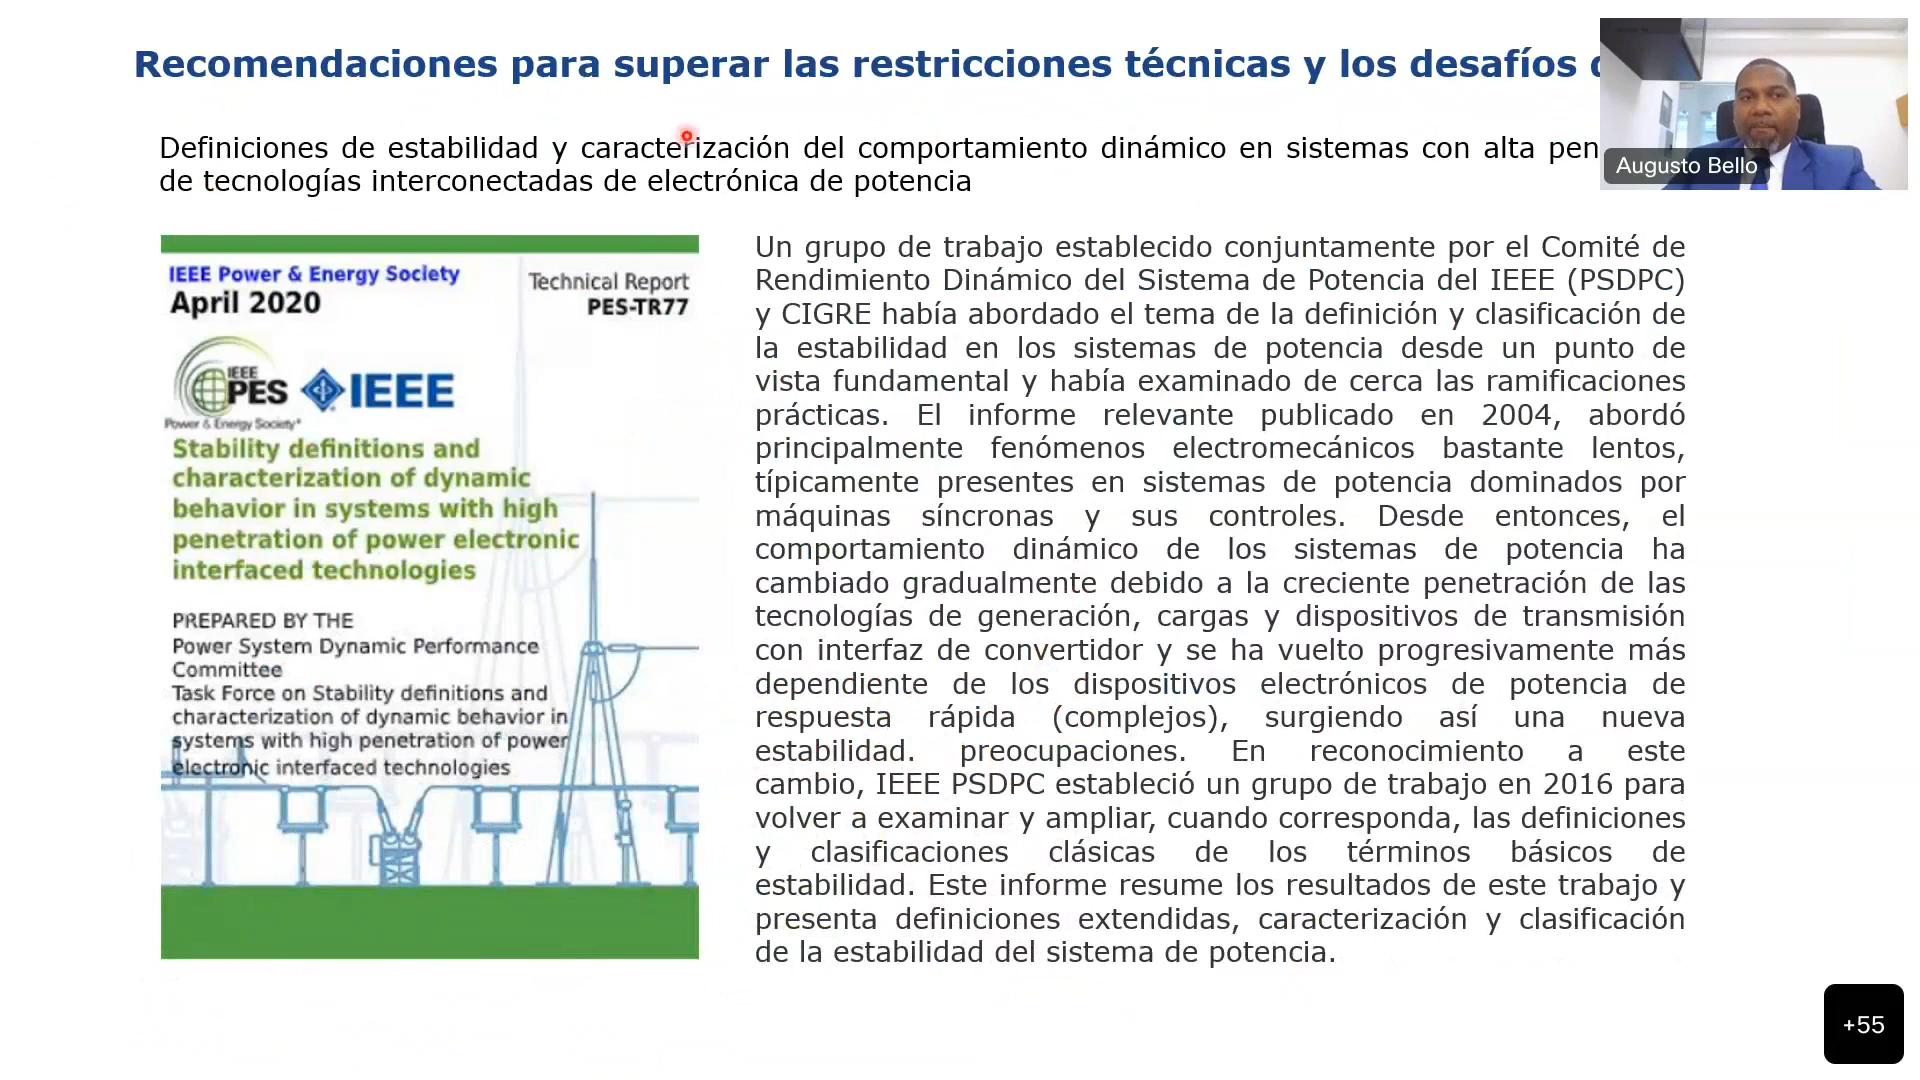 Recomendaciones para superar las restricciones técnicas y los desafíos
Augusto Bello
Definiciones de estabilidad y caracterización del comportamiento dinámico en sistemas con alta pen
de tecnologías interconectadas de electrónica de potencia
IEEE Power & Energy Society
April 2020
Technical Report
PES-TR77
IEEE
PES
Power & Energy Society®
IEEE
Stability definitions and
characterization of dynamic
behavior in systems with high
penetration of power electronic
interfaced technologies
PREPARED BY THE
Power System Dynamic Performance
Committee
Task Force on Stability definitions and
characterization of dynamic behavior in
systems with high penetration of power
electronic interfaced technologies
Un grupo de trabajo establecido conjuntamente por el Comité de
Rendimiento Dinámico del Sistema de Potencia del IEEE (PSDPC)
y CIGRE había abordado el tema de la definición y clasificación de
la estabilidad en los sistemas de potencia desde un punto de
vista fundamental y había examinado de cerca las ramificaciones
prácticas. El informe relevante publicado en 2004, abordó
principalmente fenómenos electromecánicos bastante lentos,
típicamente presentes en sistemas de potencia dominados por
máquinas síncronas y sus controles. Desde entonces, el
comportamiento dinámico de los sistemas de potencia ha
cambiado gradualmente debido a la creciente penetración de las
tecnologías de generación, cargas y dispositivos de transmisión
con interfaz de convertidor y se ha vuelto progresivamente más
dependiente de los dispositivos electrónicos de potencia de
respuesta rápida (complejos), surgiendo así una nueva
estabilidad. preocupaciones. En reconocimiento a este
cambio, IEEE PSDPC estableció un grupo de trabajo en 2016 para
volver a examinar y ampliar, cuando corresponda, las definiciones
y clasificaciones clásicas de los términos básicos de
estabilidad. Este informe resume los resultados de este trabajo y
presenta definiciones extendidas, caracterización y clasificación
de la estabilidad del sistema de potencia.
+55